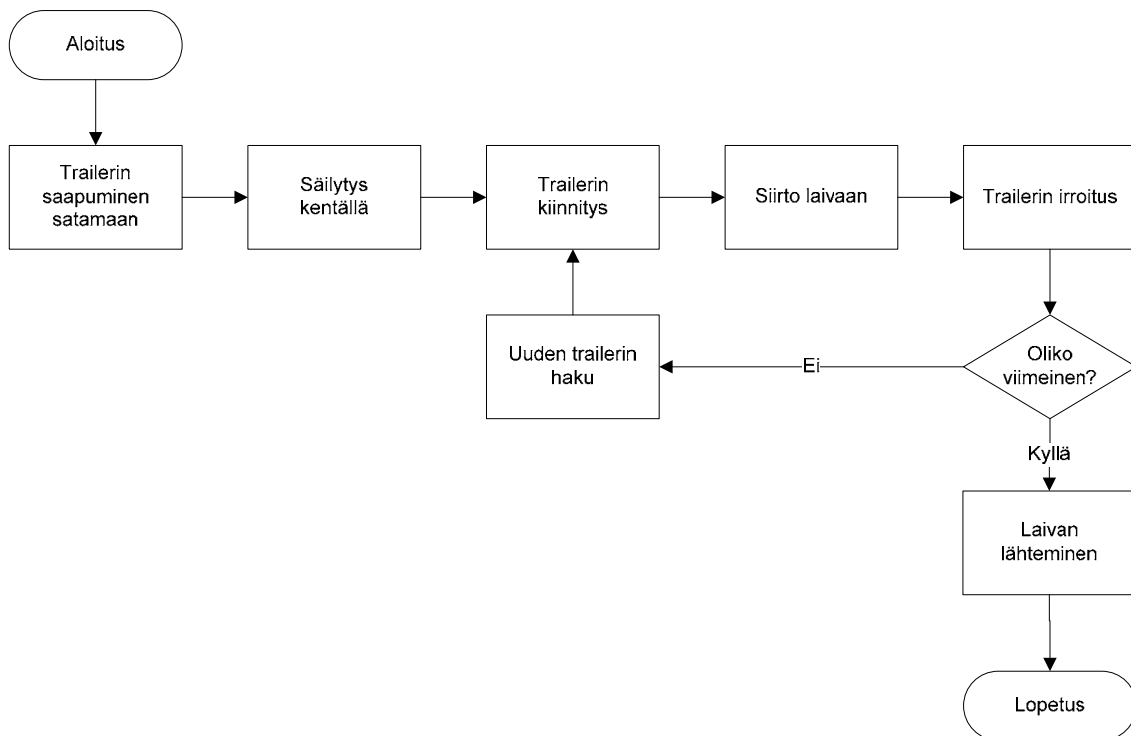 Aloitus
Trailerin
saapuminen
satamaan
Säilytys
kentällä
Trailerin
kiinnitys
Siirto laivaan
Trailerin irroitus
Uuden trailerin
haku
Ei
Oliko
viimeinen?
Kyllä
Laivan
lähteminen
Lopetus